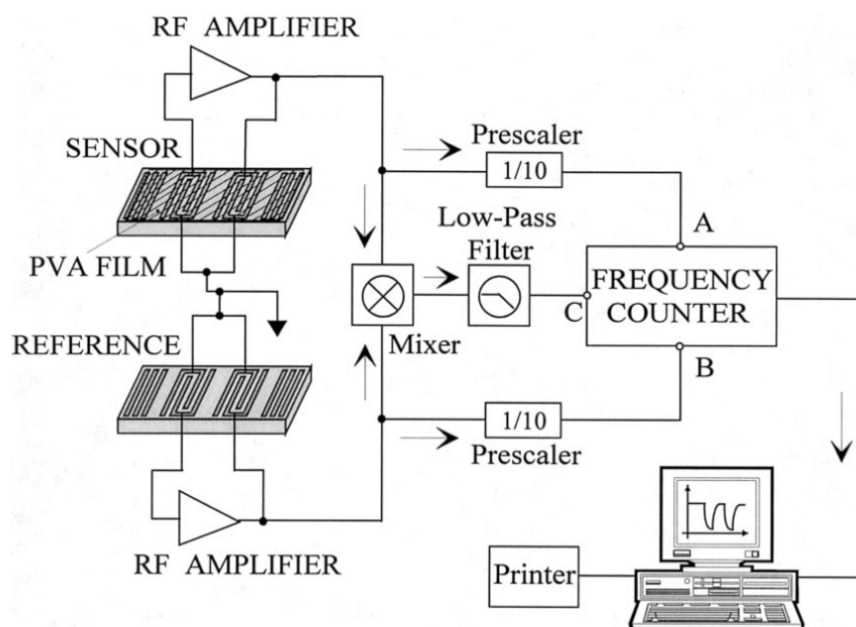 RF AMPLIFIER
Prescaler
1/10
SENSOR
Low-Pass
Filter
A
PVA FILM
FREQUENCY
COUNTER
C
Mixer
REFERENCE
B
1/10
Prescaler
RF AMPLIFIER
Printer